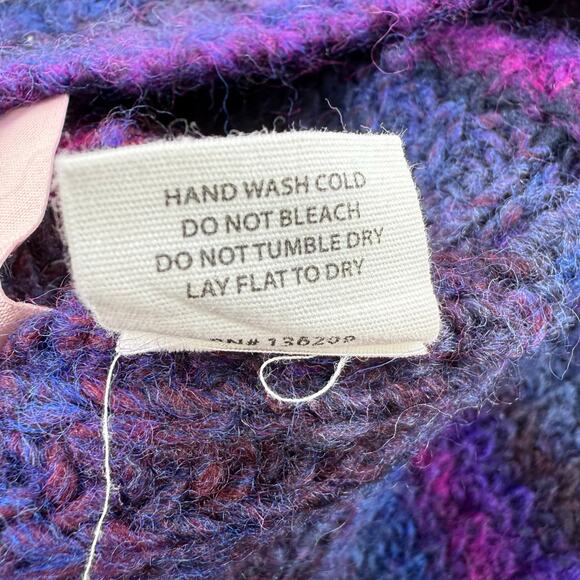 HAND WASH COLD
DO NOT BLEACH
DO NOT TUMBLE DRY
LAY FLAT TO DRY